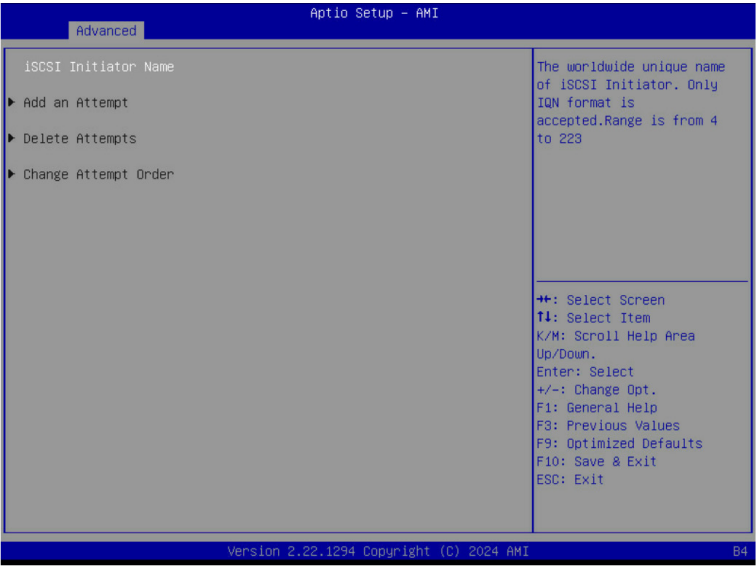 Aptio Setup – AMI
Advanced
iSCSI Initiator Name
▶ Add an Attempt
▶ Delete Attempts
▶ Change Attempt Order
The worldwide unique name
of iSCSI Initiator. Only
IQN format is
accepted.Range is from 4
to 223
→←: Select Screen
↑↓: Select Item
K/M: Scroll Help Area
Up/Down.
Enter: Select
+/-: Change Opt.
F1: General Help
F3: Previous Values
F9: Optimized Defaults
F10: Save & Exit
ESC: Exit
Version 2.22.1294 Copyright (C) 2024 AMI
B4